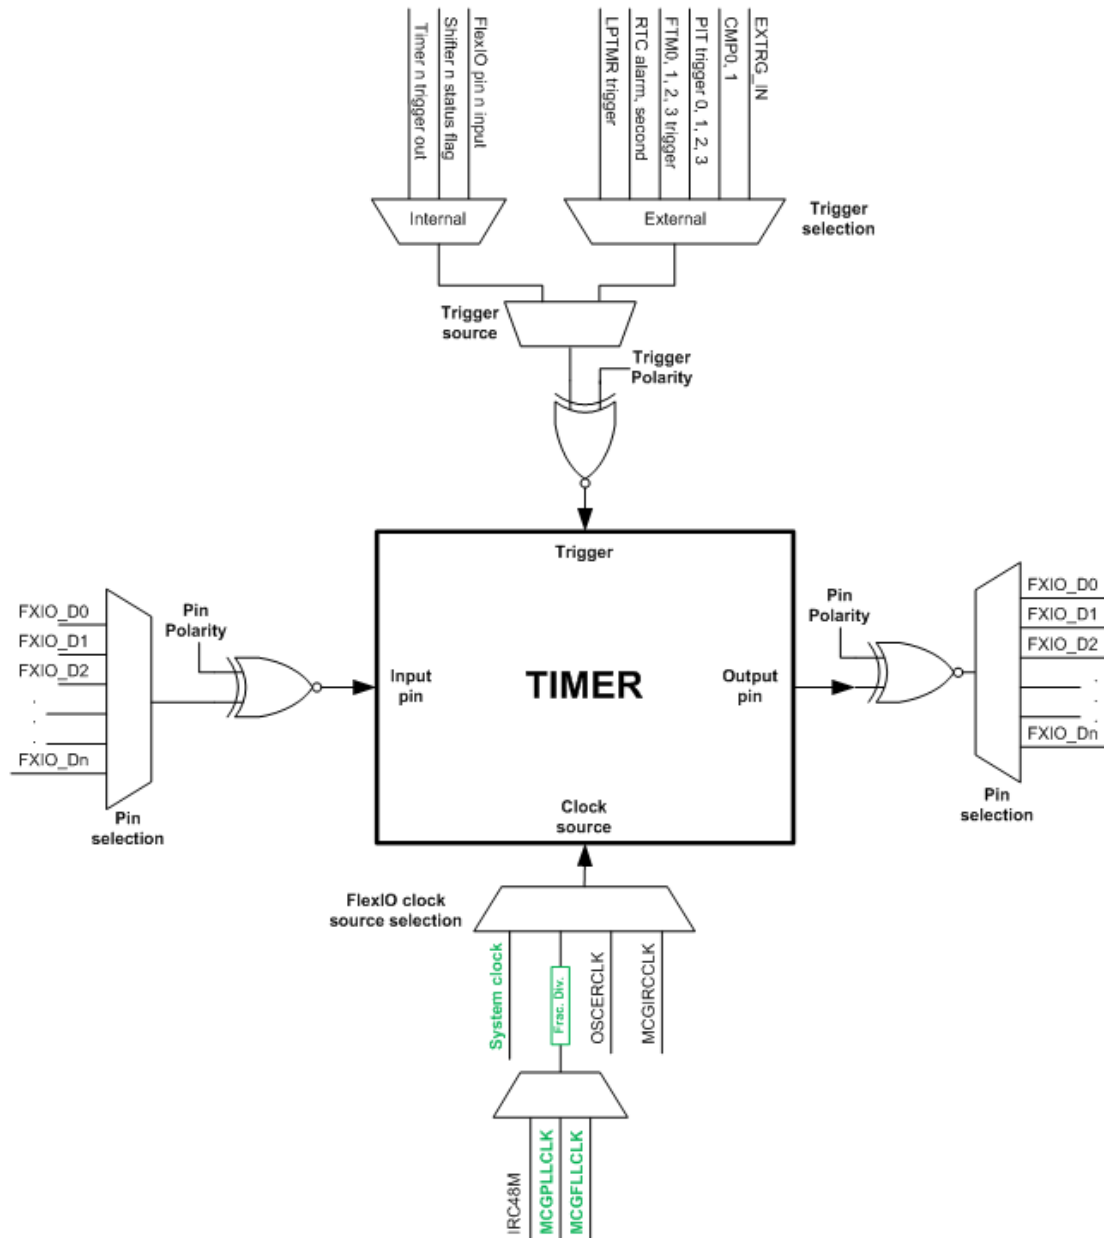 Timer n trigger out
Shifter n status flag
FlexIO pin n input
LPTMR trigger
RTC alarm, second
FTM0, 1, 2, 3 trigger
PIT trigger 0, 1, 2, 3
CMP0, 1
EXTRG_IN
Internal
External
Trigger
selection
Trigger
source
Trigger
Polarity
Trigger
FXIO_D0
FXIO_D1
FXIO_D2
.
.
.
FXIO_Dn
Pin
selection
Pin
Polarity
Input
pin
TIMER
Output
pin
Pin
Polarity
FXIO_D0
FXIO_D1
FXIO_D2
.
.
.
FXIO_Dn
Pin
selection
Clock
source
FlexIO clock
source selection
System clock
Frac. Div.
OSCERCLK
MCGIRCCLK
IRC48M
MCGPLLCLK
MCGFLLCLK